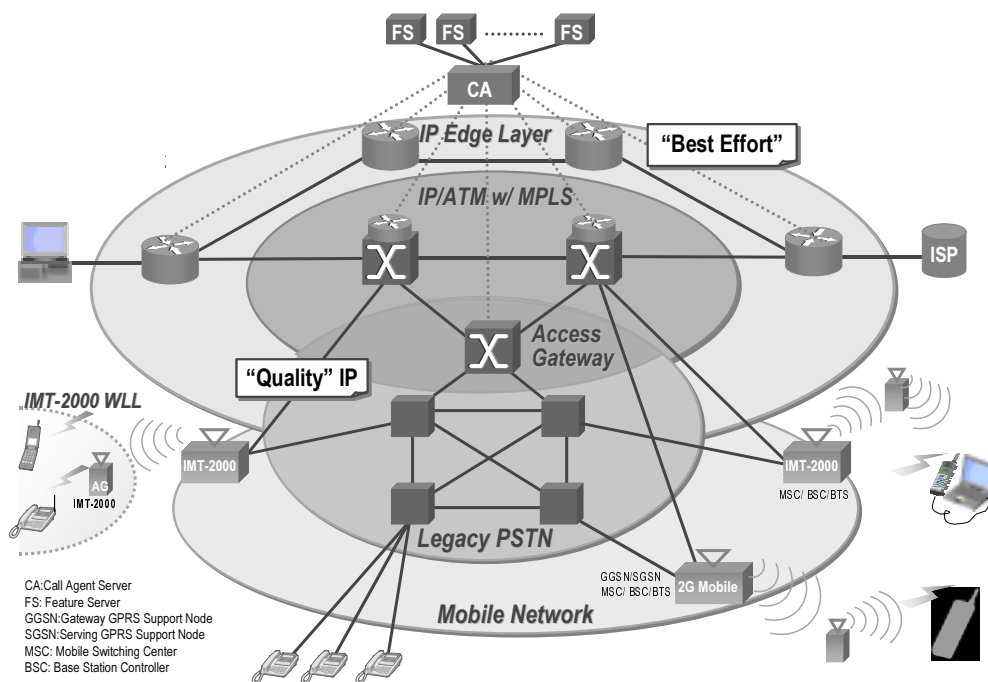 FS FS .......... FS
CA
IP Edge Layer
“Best Effort”
IP/ATM w/ MPLS
ISP
Access
Gateway
“Quality” IP
IMT-2000 WLL
IMT-2000
IMT-2000
AG
IMT-2000
MSC/ BSC/BTS
Legacy PSTN
GGSN/SGSN
MSC/ BSC/BTS
2G Mobile
Mobile Network
CA:Call Agent Server
FS: Feature Server
GGSN:Gateway GPRS Support Node
SGSN:Serving GPRS Support Node
MSC: Mobile Switching Center
BSC: Base Station Controller